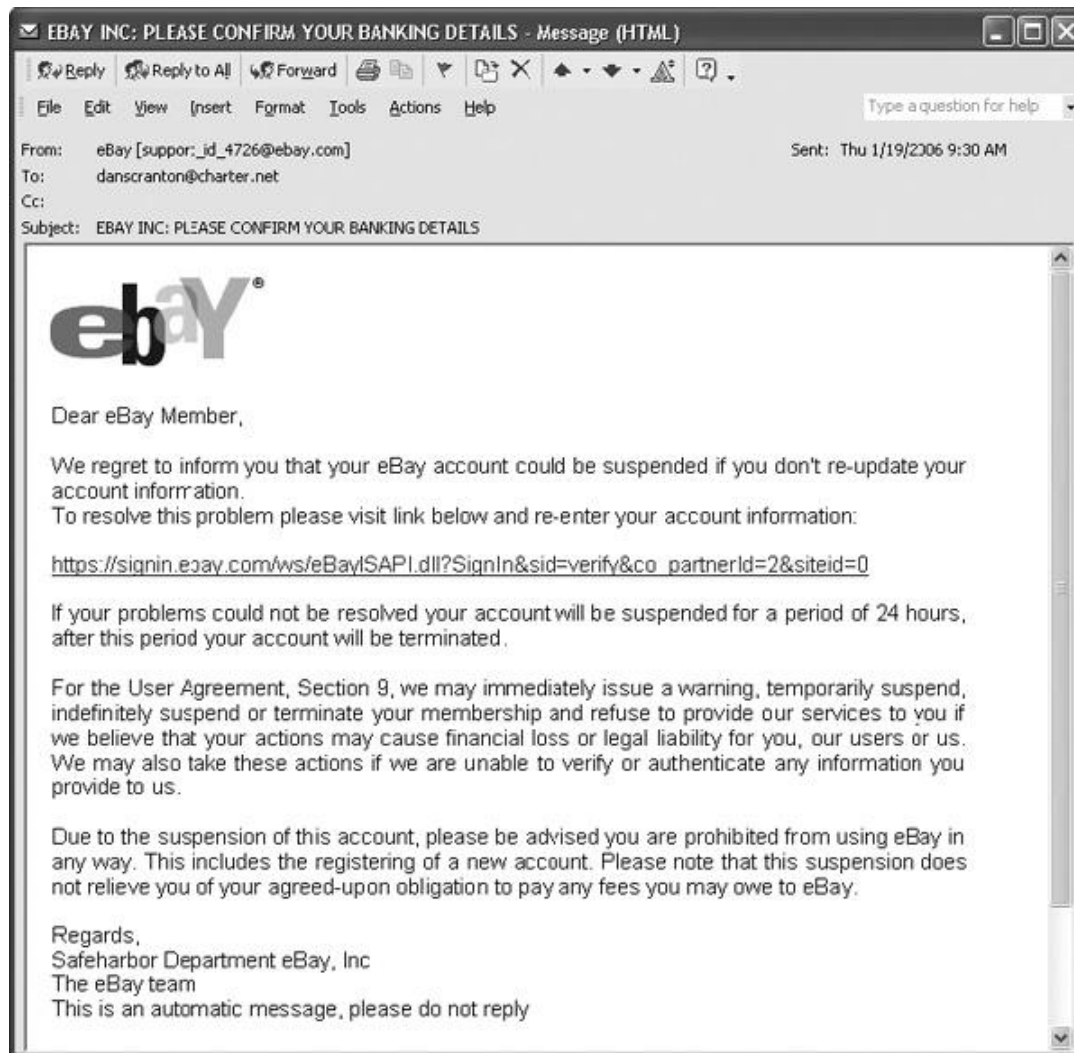 EBAY INC: PLEASE CONFIRM YOUR BANKING DETAILS - Message (HTML)
Reply Reply to All Forward
File Edit View Insert Format Tools Actions Help Type a question for help
From: eBay [support_id_4726@ebay.com] Sent: Thu 1/19/2006 9:30 AM
To: danscranton@charter.net
Cc:
Subject: EBAY INC: PLEASE CONFIRM YOUR BANKING DETAILS
ebaY®
Dear eBay Member,
We regret to inform you that your eBay account could be suspended if you don't re-update your
account information.
To resolve this problem please visit link below and re-enter your account information:
https://signin.ebay.com/ws/eBayISAPI.dll?SignIn&sid=verify&co_partnerId=2&siteid=0
If your problems could not be resolved your account will be suspended for a period of 24 hours,
after this period your account will be terminated.
For the User Agreement, Section 9, we may immediately issue a warning, temporarily suspend,
indefinitely suspend or terminate your membership and refuse to provide our services to you if
we believe that your actions may cause financial loss or legal liability for you, our users or us.
We may also take these actions if we are unable to verify or authenticate any information you
provide to us.
Due to the suspension of this account, please be advised you are prohibited from using eBay in
any way. This includes the registering of a new account. Please note that this suspension does
not relieve you of your agreed-upon obligation to pay any fees you may owe to eBay.
Regards,
Safeharbor Department eBay, Inc
The eBay team
This is an automatic message, please do not reply